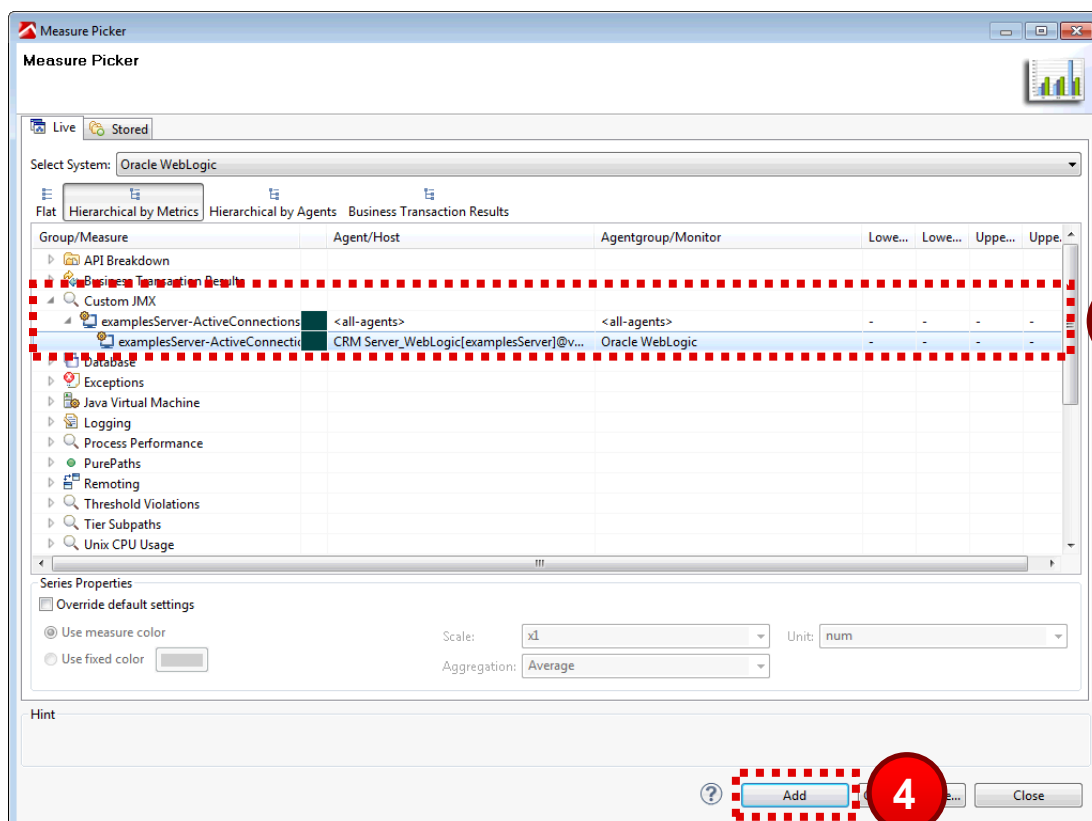 Measure Picker
Measure Picker
Live Stored
Select System: Oracle WebLogic
Flat Hierarchical by Metrics Hierarchical by Agents Business Transaction Results
Group/Measure Agent/Host Agentgroup/Monitor Lowe... Lowe... Uppe... Uppe.
API Breakdown
Business Transaction Results
Custom JMX
examplesServer-ActiveConnections <all-agents> <all-agents> - - - -
examplesServer-ActiveConnectic CRM Server_WebLogic[examplesServer]@v... Oracle WebLogic - - - -
Database
Exceptions
Java Virtual Machine
Logging
Process Performance
PurePaths
Remoting
Threshold Violations
Tier Subpaths
Unix CPU Usage
Series Properties
Override default settings
Use measure color Scale: x1 Unit: num
Use fixed color Aggregation: Average
Hint
? Add 4 e... Close